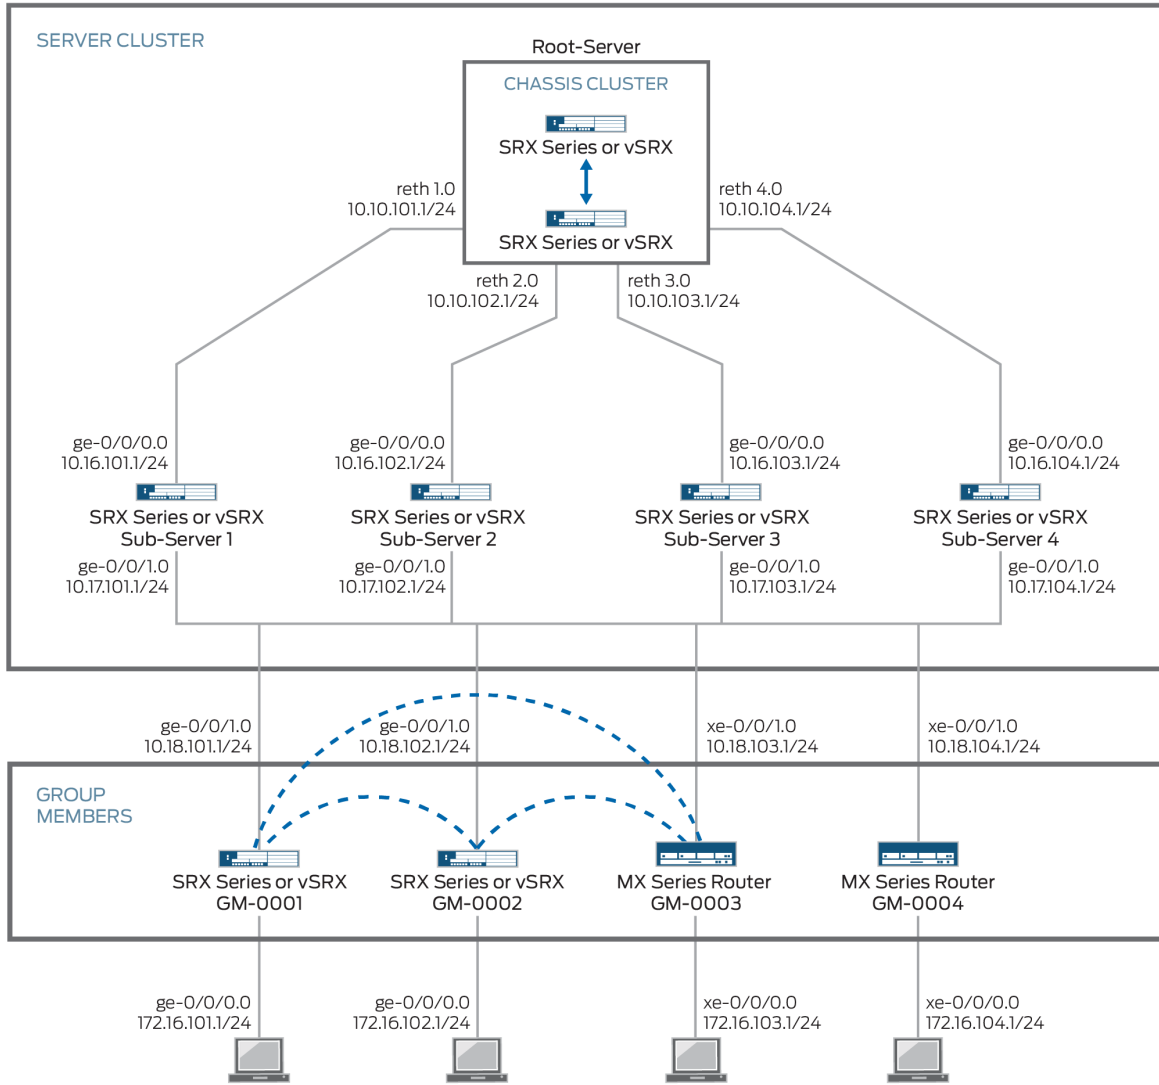 SERVER CLUSTER
Root-Server
CHASSIS CLUSTER
SRX Series or vSRX
SRX Series or vSRX
reth 1.0
10.10.101.1/24
reth 4.0
10.10.104.1/24
reth 2.0
10.10.102.1/24
reth 3.0
10.10.103.1/24
ge-0/0/0.0
10.16.101.1/24
ge-0/0/0.0
10.16.102.1/24
ge-0/0/0.0
10.16.103.1/24
ge-0/0/0.0
10.16.104.1/24
SRX Series or vSRX
Sub-Server 1
SRX Series or vSRX
Sub-Server 2
SRX Series or vSRX
Sub-Server 3
SRX Series or vSRX
Sub-Server 4
ge-0/0/1.0
10.17.101.1/24
ge-0/0/1.0
10.17.102.1/24
ge-0/0/1.0
10.17.103.1/24
ge-0/0/1.0
10.17.104.1/24
ge-0/0/1.0
10.18.101.1/24
ge-0/0/1.0
10.18.102.1/24
xe-0/0/1.0
10.18.103.1/24
xe-0/0/1.0
10.18.104.1/24
GROUP
MEMBERS
SRX Series or vSRX
GM-0001
SRX Series or vSRX
GM-0002
MX Series Router
GM-0003
MX Series Router
GM-0004
ge-0/0/0.0
172.16.101.1/24
ge-0/0/0.0
172.16.102.1/24
xe-0/0/0.0
172.16.103.1/24
xe-0/0/0.0
172.16.104.1/24